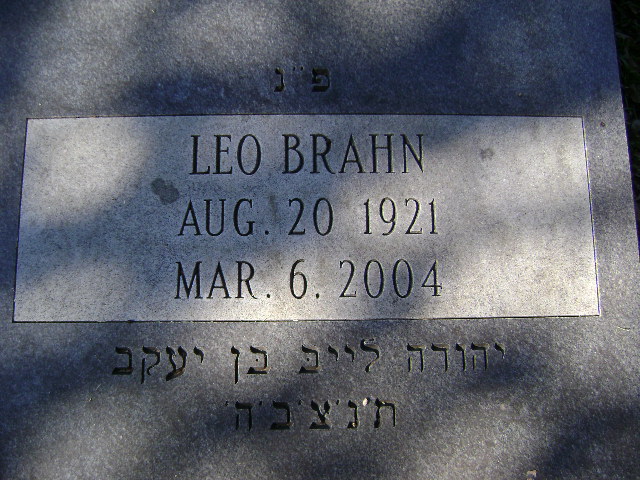 פ"נ
LEO BRAHN
AUG. 20 1921
MAR. 6. 2004
יהודה לייב בן יעקב
ת'נ'צ'ב'ה'